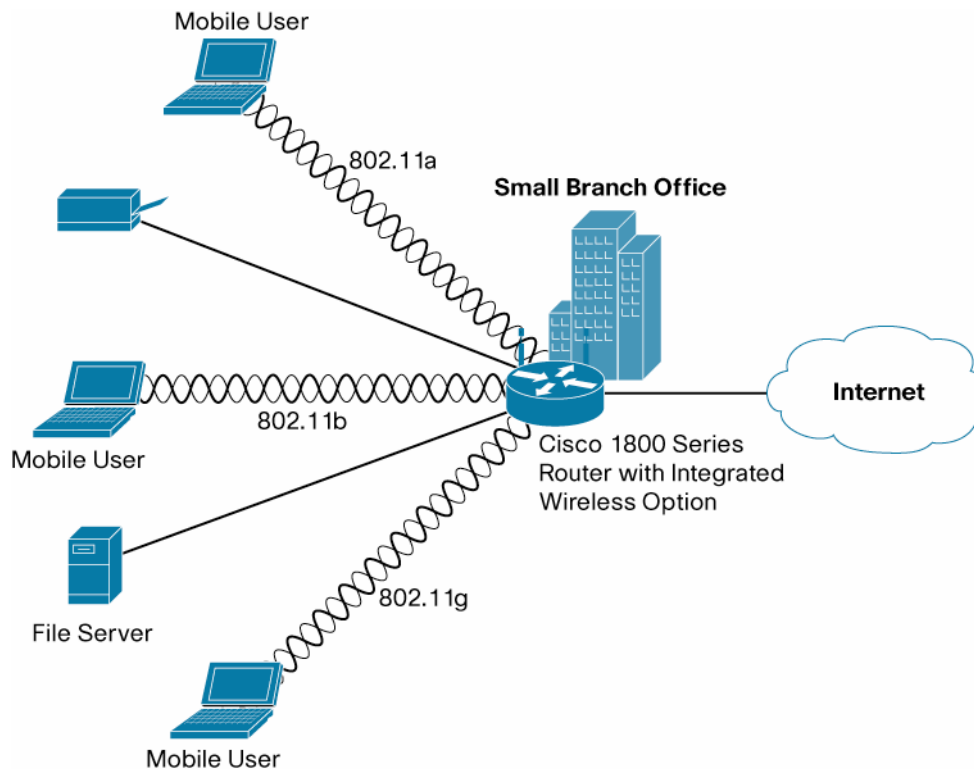 Mobile User
802.11a
Small Branch Office
802.11b
Mobile User
Internet
Cisco 1800 Series
Router with Integrated
Wireless Option
802.11g
File Server
Mobile User